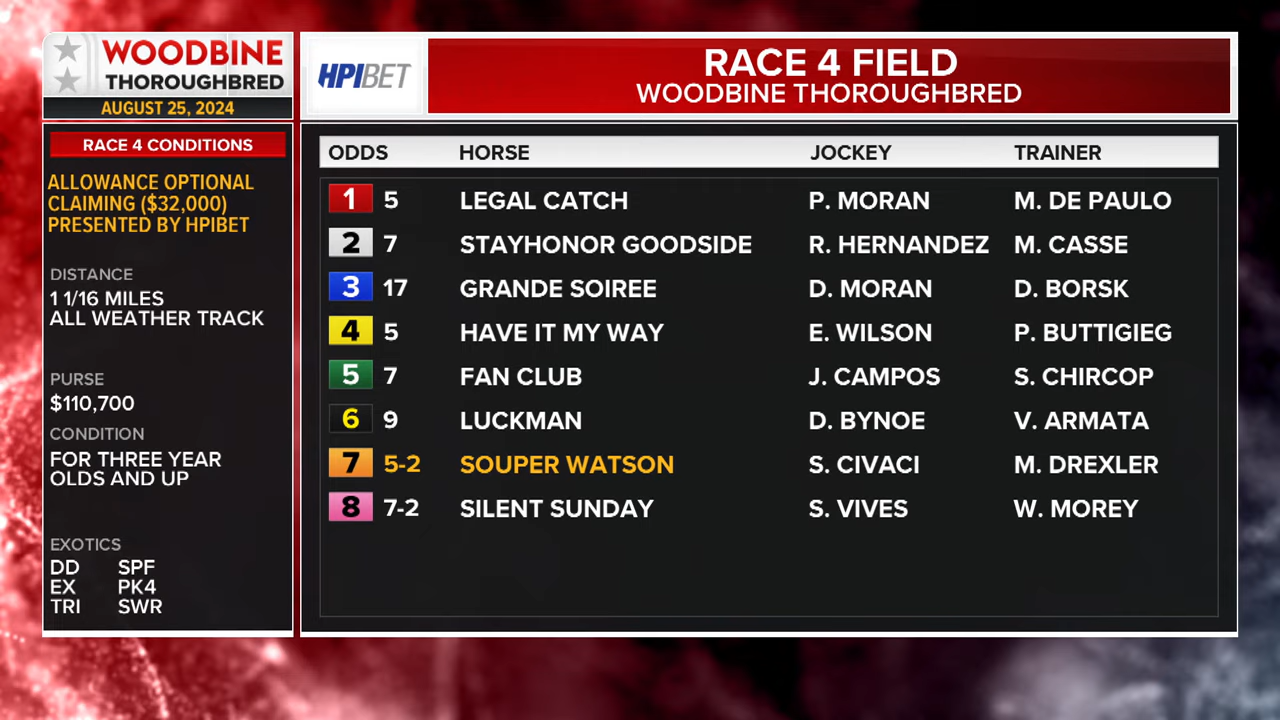 WOODBINE
THOROUGHBRED
AUGUST 25, 2024
RACE 4 CONDITIONS
ALLOWANCE OPTIONAL
CLAIMING ($32,000)
PRESENTED BY HPIBET
DISTANCE
1 1/16 MILES
ALL WEATHER TRACK
PURSE
$110,700
CONDITION
FOR THREE YEAR
OLDS AND UP
EXOTICS
DD SPF
EX PK4
TRI SWR
HPIBET
RACE 4 FIELD
WOODBINE THOROUGHBRED
ODDS HORSE JOCKEY TRAINER
1 5 LEGAL CATCH P. MORAN M. DE PAULO
2 7 STAYHONOR GOODSIDE R. HERNANDEZ M. CASSE
3 17 GRANDE SOIREE D. MORAN D. BORSK
4 5 HAVE IT MY WAY E. WILSON P. BUTTIGIEG
5 7 FAN CLUB J. CAMPOS S. CHIRCOP
6 9 LUCKMAN D. BYNOE V. ARMATA
7 5-2 SOUPER WATSON S. CIVACI M. DREXLER
8 7-2 SILENT SUNDAY S. VIVES W. MOREY